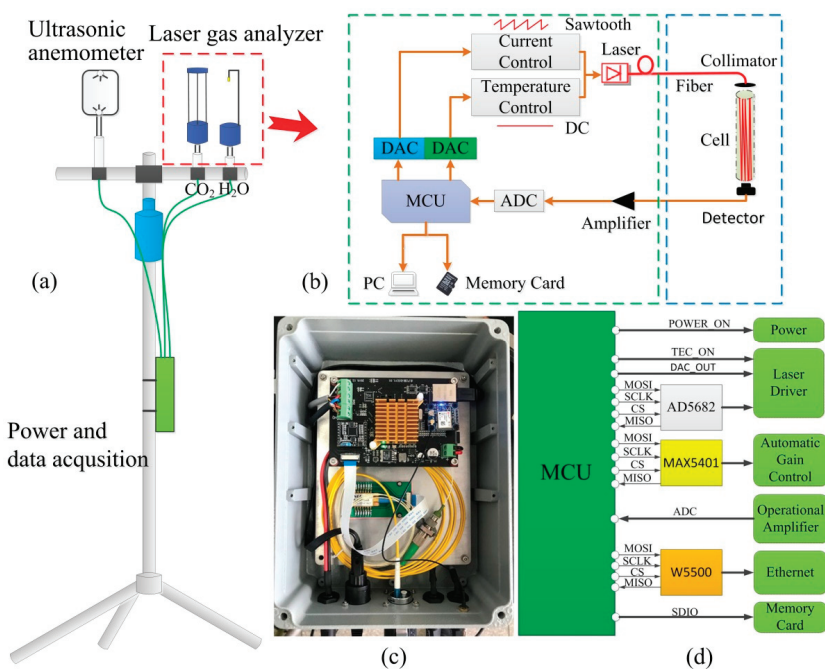 Ultrasonic
anemometer
Laser gas analyzer
CO2 H2O
(a)
Power and
data acqusition
Sawtooth
Current
Control
Temperature
Control
DC
Laser
Fiber
Collimator
Cell
Detector
DAC DAC
MCU
ADC
Amplifier
PC
Memory Card
(b)
(c)
MCU
POWER_ON
Power
TEC_ON
DAC_OUT
Laser
Driver
MOSI
SCLK
CS
MISO
AD5682
MOSI
SCLK
CS
MISO
MAX5401
Automatic
Gain
Control
ADC
Operational
Amplifier
MOSI
SCLK
CS
MISO
W5500
Ethernet
SDIO
Memory
Card
(d)